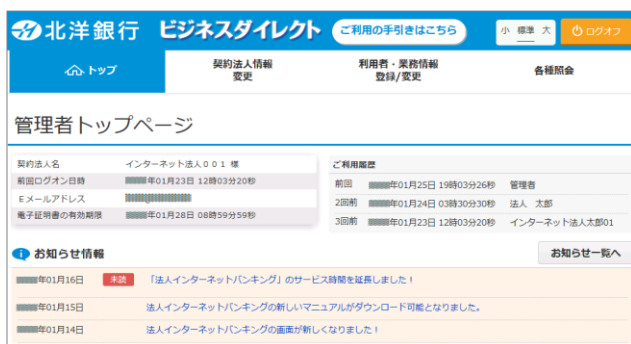 北洋銀行 ビジネスダイレクト ご利用の手引きはこちら 小 標準 大 ログオフ
トップ 契約法人情報 変更 利用者・業務情報 登録/変更 各種照会
管理者トップページ
契約法人名 インターネット法人001 様
前回ログオン日時 年01月23日 12時03分20秒
Eメールアドレス
電子証明書の有効期限 年01月28日 08時59分59秒
ご利用履歴
前回 年01月25日 19時03分26秒 管理者
2回前 年01月24日 03時30分30秒 法人 太郎
3回前 年01月23日 12時03分20秒 インターネット法人太郎01
お知らせ情報 お知らせ一覧へ
年01月16日 未読 「法人インターネットバンキング」のサービス時間を延長しました!
年01月15日 法人インターネットバンキングの新しいマニュアルがダウンロード可能となりました。
年01月14日 法人インターネットバンキングの画面が新しくなりました!